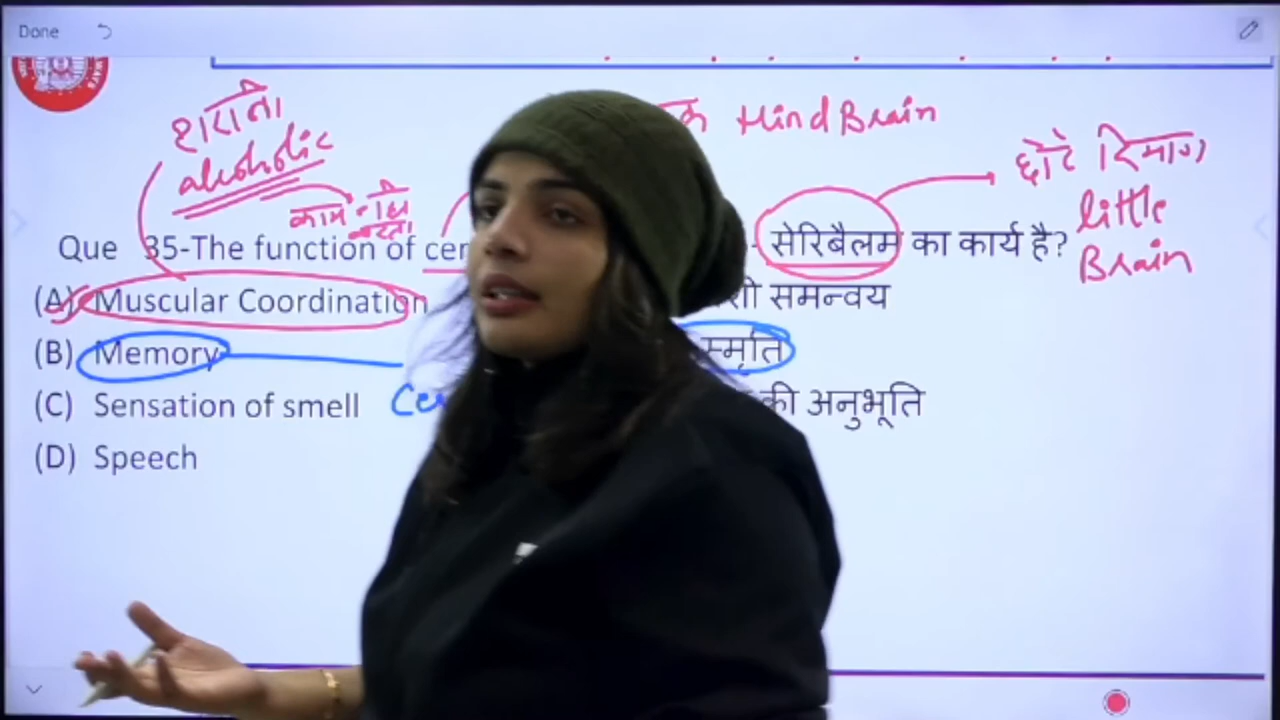 Done
शराबी
alcoholic
काम नहीं
करता
Hind Brain
छोटे दिमाग
little
Brain
Que 35-The function of cer सेरिबैलम का कार्य है?
(A) Muscular Coordination शी समन्वय
(B) Memory स्मृति
(C) Sensation of smell Cer की अनुभूति
(D) Speech